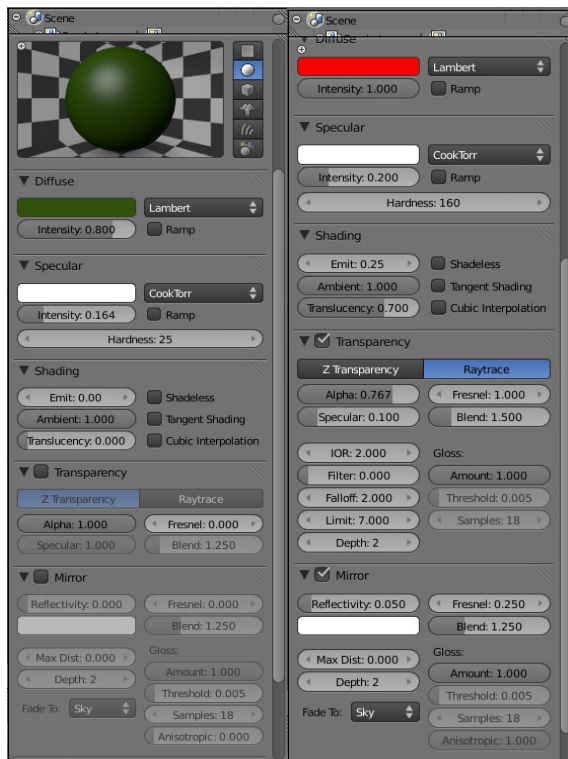 Scene
Diffuse
Lambert
Intensity: 0.800
Ramp
Specular
CookTorr
Intensity: 0.164
Ramp
Hardness: 25
Shading
Emit: 0.00
Shadeless
Ambient: 1.000
Tangent Shading
Translucency: 0.000
Cubic Interpolation
Transparency
Z Transparency
Raytrace
Alpha: 1.000
Fresnel: 0.000
Specular: 1.000
Blend: 1.250
Mirror
Reflectivity: 0.000
Fresnel: 0.000
Blend: 1.250
Max Dist: 0.000
Gloss:
Depth: 2
Amount: 1.000
Threshold: 0.005
Fade To:
Sky
Samples: 18
Anisotropic: 0.000
Scene
Diffuse
Lambert
Intensity: 1.000
Ramp
Specular
CookTorr
Intensity: 0.200
Ramp
Hardness: 160
Shading
Emit: 0.25
Shadeless
Ambient: 1.000
Tangent Shading
Translucency: 0.700
Cubic Interpolation
Transparency
Z Transparency
Raytrace
Alpha: 0.767
Fresnel: 1.000
Specular: 0.100
Blend: 1.500
IOR: 2.000
Gloss:
Filter: 0.000
Amount: 1.000
Falloff: 2.000
Threshold: 0.005
Limit: 7.000
Samples: 18
Depth: 2
Mirror
Reflectivity: 0.050
Fresnel: 0.250
Blend: 1.250
Max Dist: 0.000
Gloss:
Depth: 2
Amount: 1.000
Threshold: 0.005
Fade To:
Sky
Samples: 18
Anisotropic: 1.000